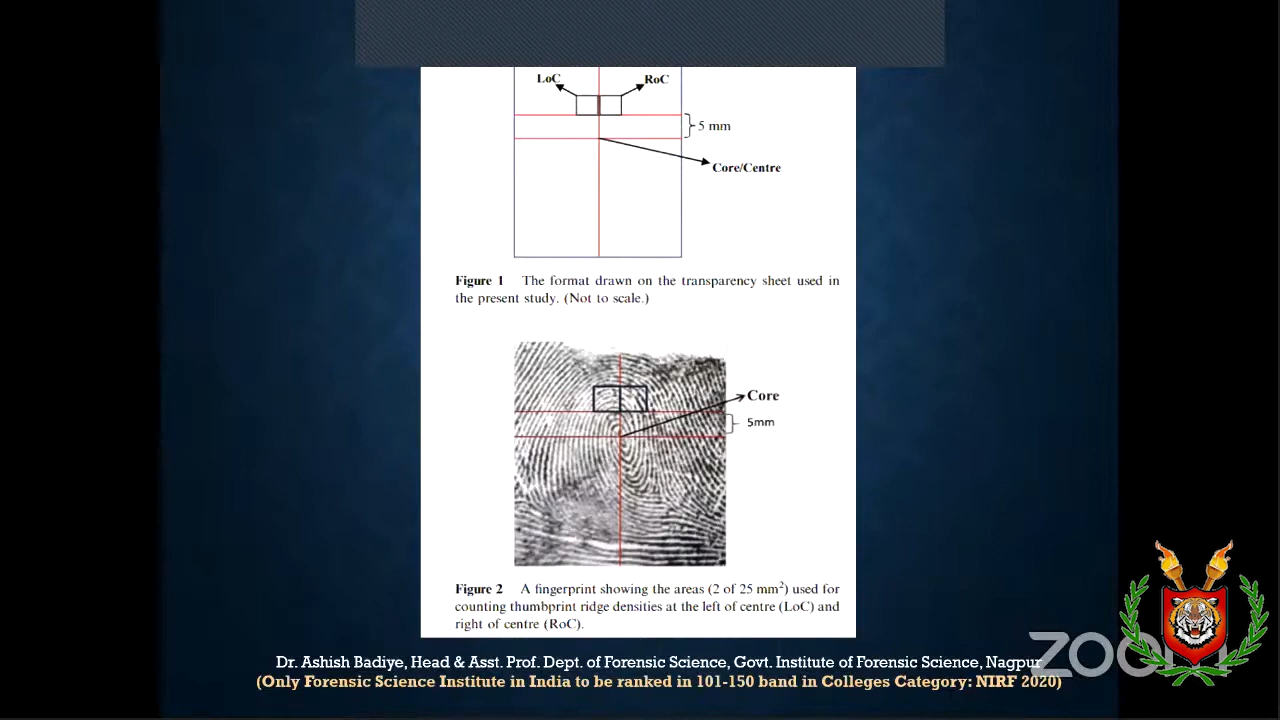 LoC
RoC
5 mm
Core/Centre
Figure 1 The format drawn on the transparency sheet used in
the present study. (Not to scale.)
Core
5mm
Figure 2 A fingerprint showing the areas (2 of 25 mm²) used for
counting thumbprint ridge densities at the left of centre (LoC) and
right of centre (RoC).
Dr. Ashish Badiye, Head & Asst. Prof. Dept. of Forensic Science, Govt. Institute of Forensic Science, Nagpur
(Only Forensic Science Institute in India to be ranked in 101-150 band in Colleges Category: NIRF 2020)
zoom